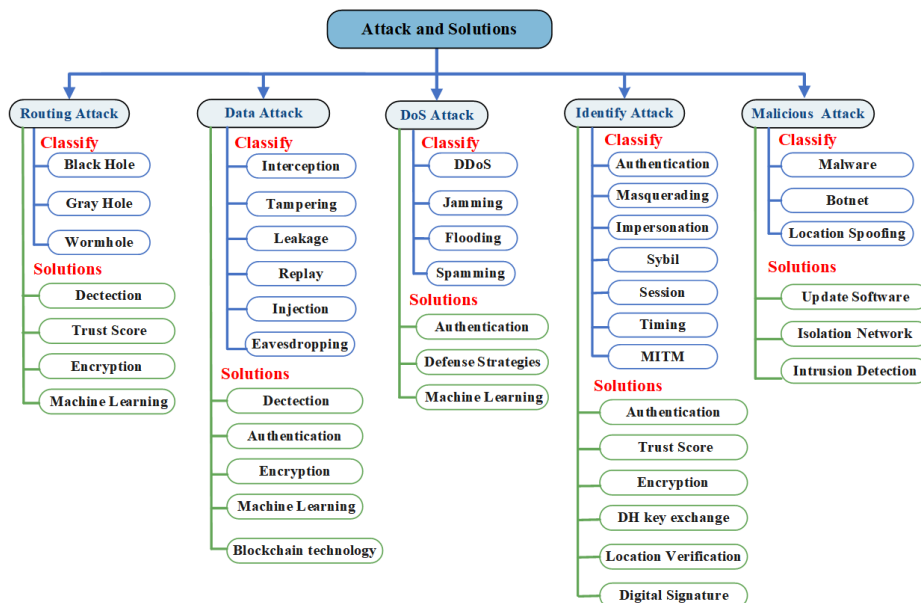 Attack and Solutions
Routing Attack
Classify
Black Hole
Gray Hole
Wormhole
Solutions
Dectection
Trust Score
Encryption
Machine Learning
Data Attack
Classify
Interception
Tampering
Leakage
Replay
Injection
Eavesdropping
Solutions
Dectection
Authentication
Encryption
Machine Learning
Blockchain technology
DoS Attack
Classify
DDoS
Jamming
Flooding
Spamming
Solutions
Authentication
Defense Strategies
Machine Learning
Identify Attack
Classify
Authentication
Masquerading
Impersonation
Sybil
Session
Timing
MITM
Solutions
Authentication
Trust Score
Encryption
DH key exchange
Location Verification
Digital Signature
Malicious Attack
Classify
Malware
Botnet
Location Spoofing
Solutions
Update Software
Isolation Network
Intrusion Detection